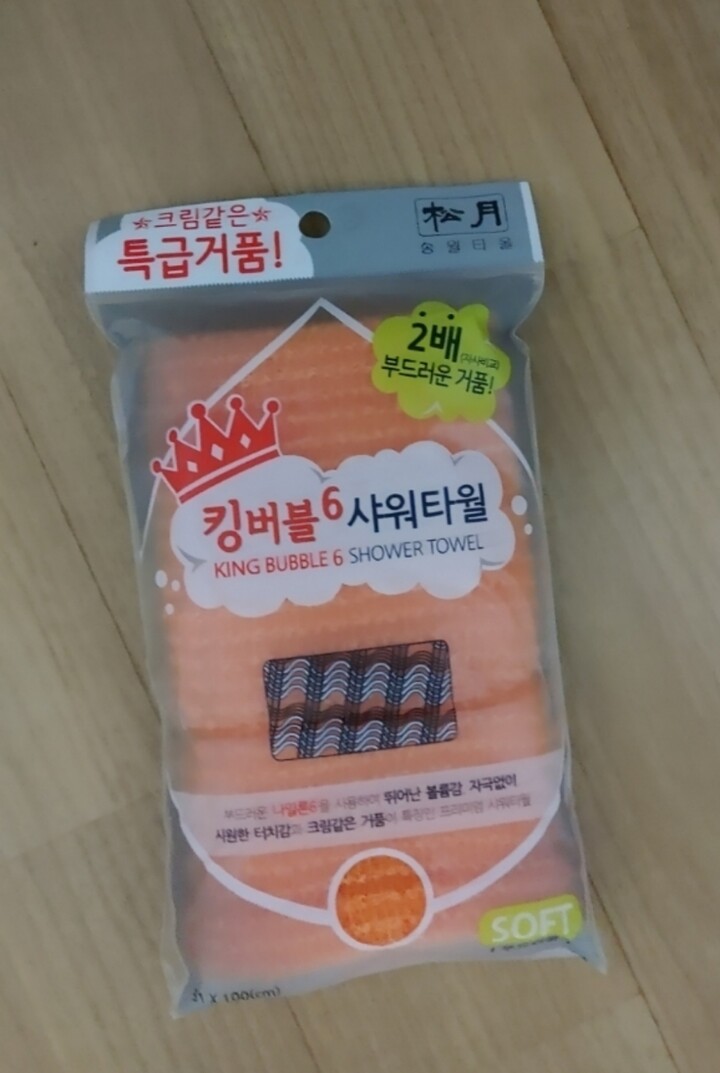 크림같은
특급거품!
松月
송월타올
2배(자사비교)
부드러운 거품!
킹버블6 샤워타월
KING BUBBLE 6 SHOWER TOWEL
부드러운 나일론6을 사용하여 뛰어난 볼륨감 자극없이
시원한 터치감과 크림같은 거품이 특징인 프리미엄 샤워타월
SOFT
X 100(cm)